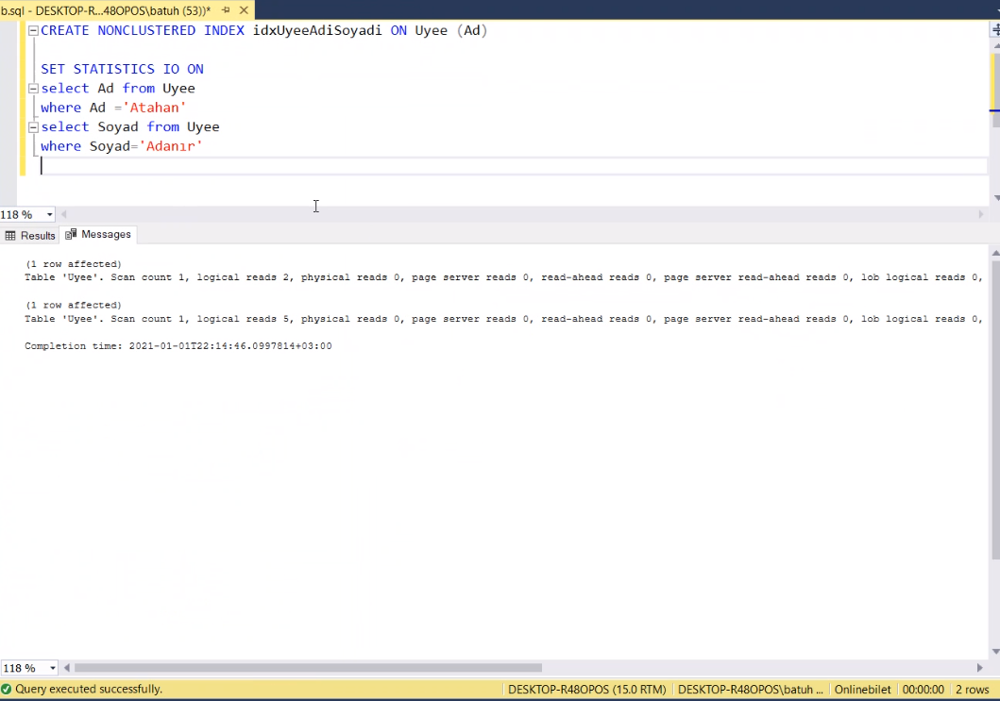 b.sql - DESKTOP-R...48OPOS\batuh (53))*
CREATE NONCLUSTERED INDEX idxUyeeAdiSoyadi ON Uyee (Ad)
SET STATISTICS IO ON
select Ad from Uyee
where Ad ='Atahan'
select Soyad from Uyee
where Soyad='Adanır'
118 %
Results Messages
(1 row affected)
Table 'Uyee'. Scan count 1, logical reads 2, physical reads 0, page server reads 0, read-ahead reads 0, page server read-ahead reads 0, lob logical reads 0,
(1 row affected)
Table 'Uyee'. Scan count 1, logical reads 5, physical reads 0, page server reads 0, read-ahead reads 0, page server read-ahead reads 0, lob logical reads 0,
Completion time: 2021-01-01T22:14:46.0997814+03:00
118 %
Query executed successfully. DESKTOP-R48OPOS (15.0 RTM) DESKTOP-R48OPOS\batuh ... Onlinebilet 00:00:00 2 rows